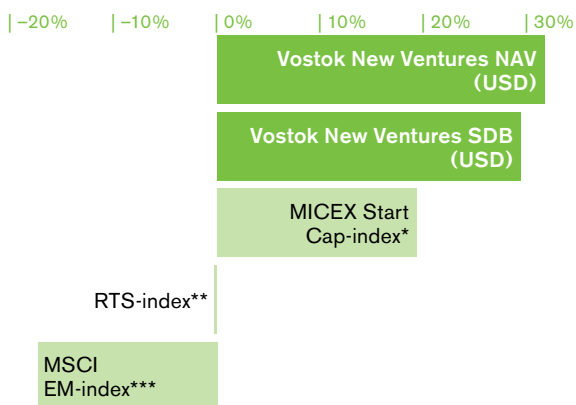 |–20% |–10% |0% |10% |20% |30%
Vostok New Ventures NAV
(USD)
Vostok New Ventures SDB
(USD)
MICEX Start
Cap-index*
RTS-index**
MSCI
EM-index***